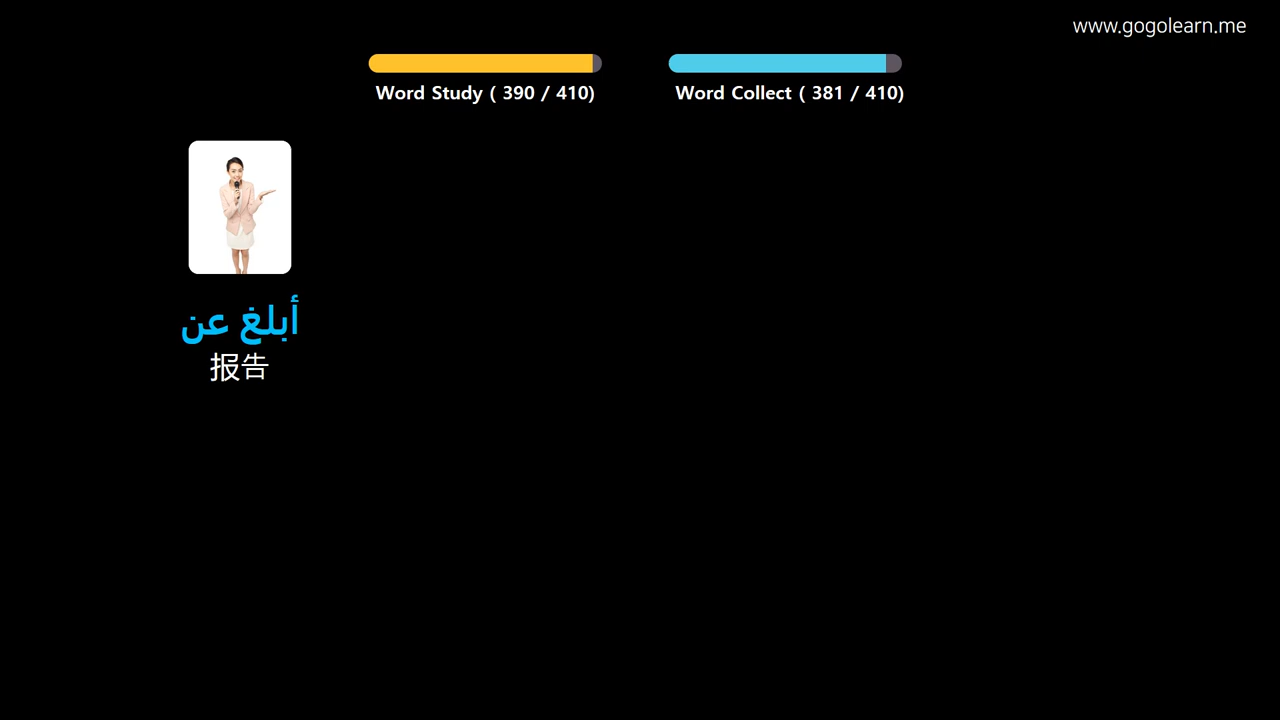 www.gogolearn.me
Word Study ( 390 / 410)
Word Collect ( 381 / 410)
أبلغ عن
报告